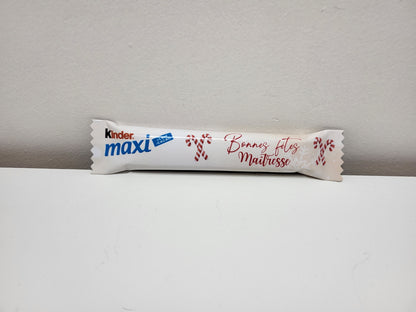 kinder
maxi
Bonnes fêtes
Maîtresse